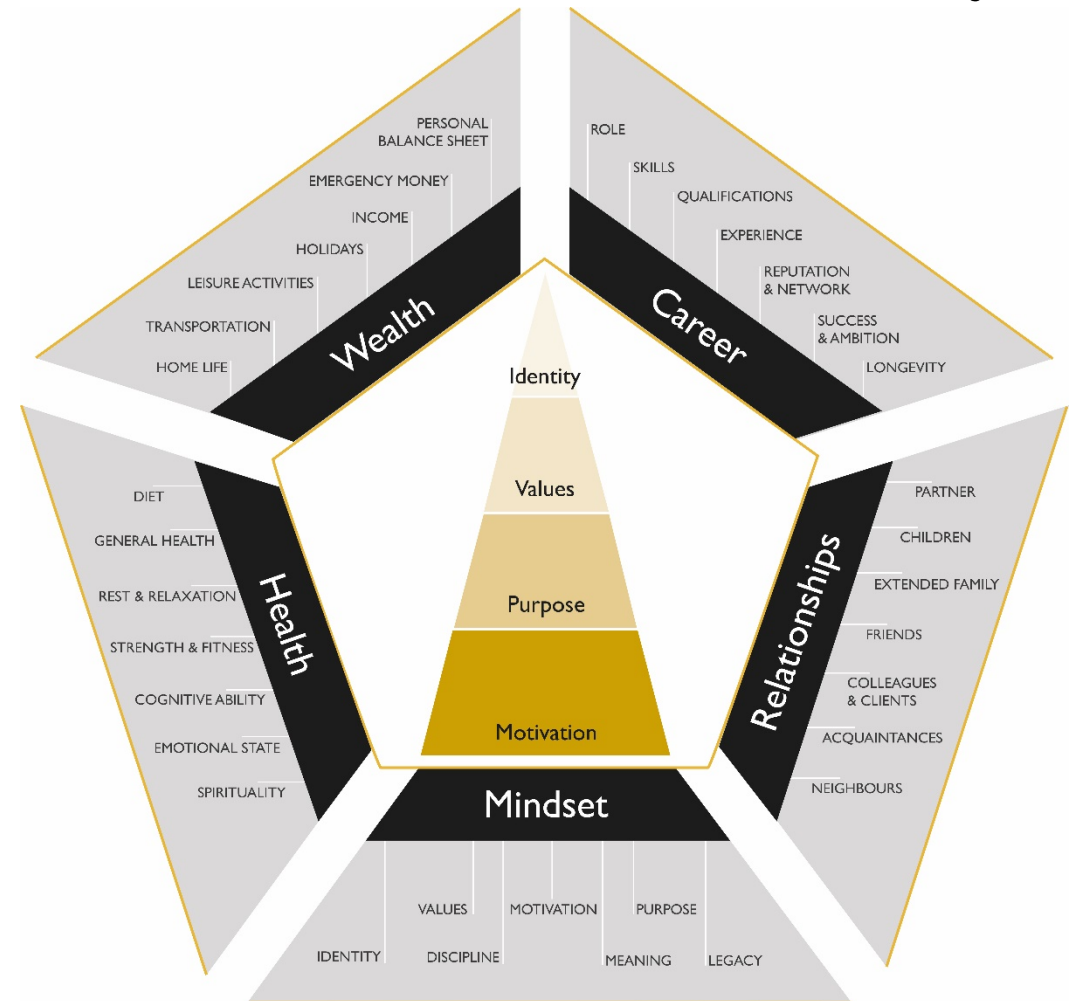 PERSONAL
BALANCE SHEET
EMERGENCY MONEY
INCOME
HOLIDAYS
LEISURE ACTIVITIES
TRANSPORTATION
HOME LIFE
Wealth
ROLE
SKILLS
QUALIFICATIONS
EXPERIENCE
REPUTATION
& NETWORK
SUCCESS
& AMBITION
LONGEVITY
Career
Identity
Values
Purpose
Motivation
DIET
GENERAL HEALTH
REST & RELAXATION
STRENGTH & FITNESS
COGNITIVE ABILITY
EMOTIONAL STATE
SPIRITUALITY
Health
PARTNER
CHILDREN
EXTENDED FAMILY
FRIENDS
COLLEAGUES
& CLIENTS
ACQUAINTANCES
NEIGHBOURS
Relationships
Mindset
VALUES
MOTIVATION
PURPOSE
IDENTITY
DISCIPLINE
MEANING
LEGACY